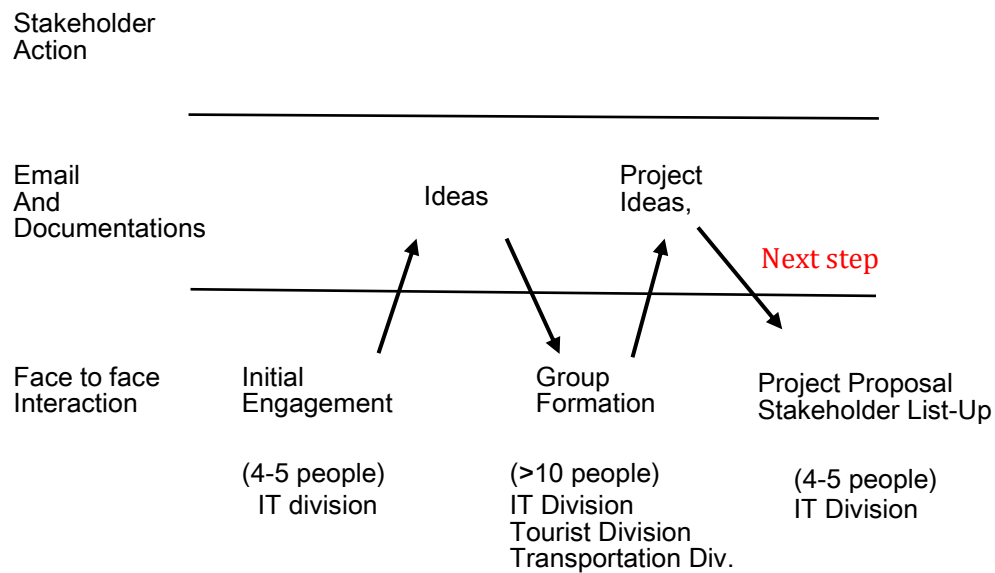 Stakeholder
Action
Email
And
Documentations
Ideas
Project
Ideas,
Next step
Face to face
Interaction
Initial
Engagement
(4-5 people)
IT division
Group
Formation
(>10 people)
IT Division
Tourist Division
Transportation Div.
Project Proposal
Stakeholder List-Up
(4-5 people)
IT Division